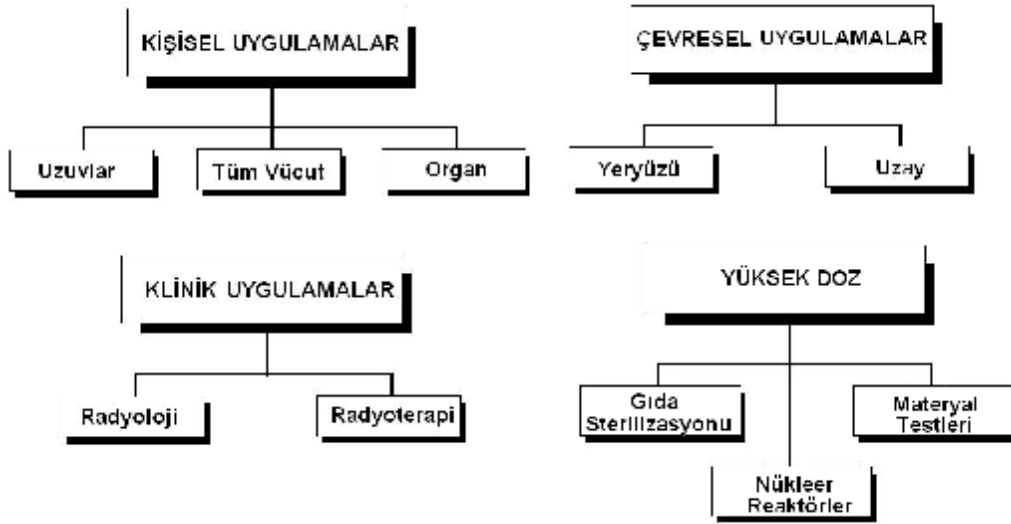 KİŞİSEL UYGULAMALAR
Uzuvlar
Tüm Vücut
Organ
ÇEVRESEL UYGULAMALAR
Yeryüzü
Uzay
KLİNİK UYGULAMALAR
Radyoloji
Radyoterapi
YÜKSEK DOZ
Gıda
Sterilizasyonu
Nükleer
Reaktörler
Materyal
Testleri